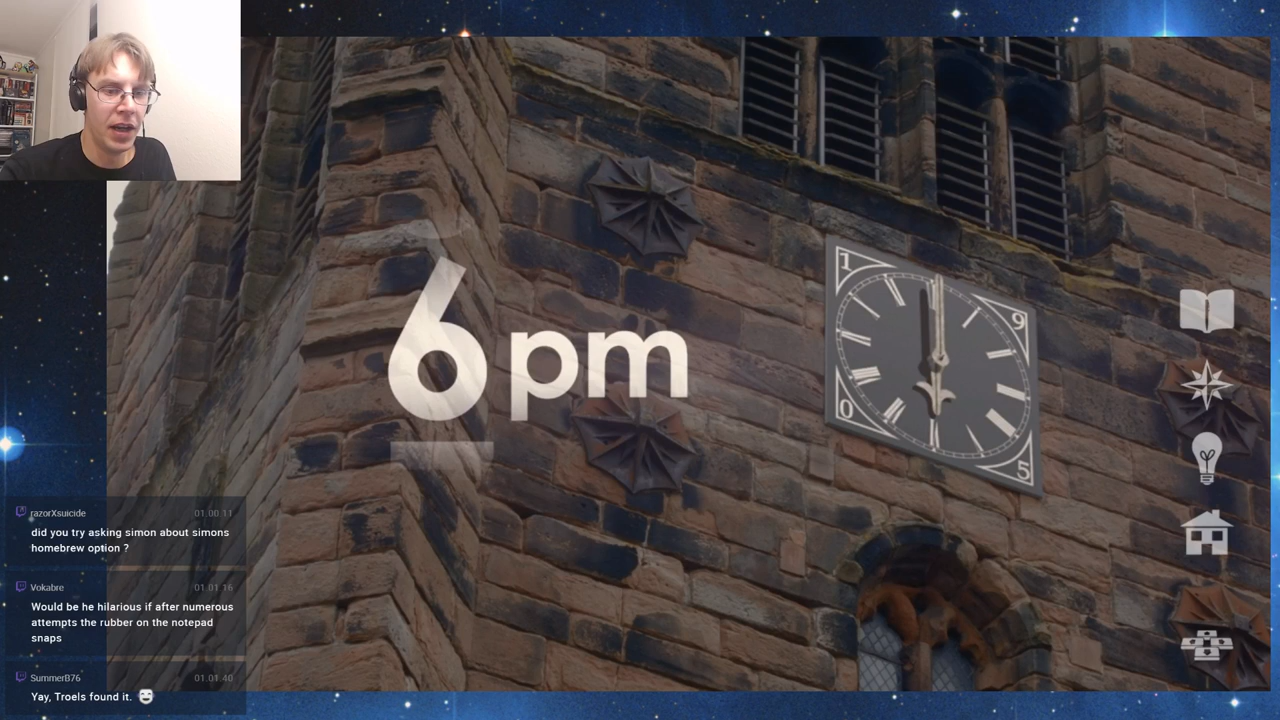 6pm
1
9
0
5
razorXsuicide 01:00:11
did you try asking simon about simons
homebrew option ?
Vokabre 01:01:16
Would be he hilarious if after numerous
attempts the rubber on the notepad
snaps
SummerB76 01:01:40
Yay, Troels found it.